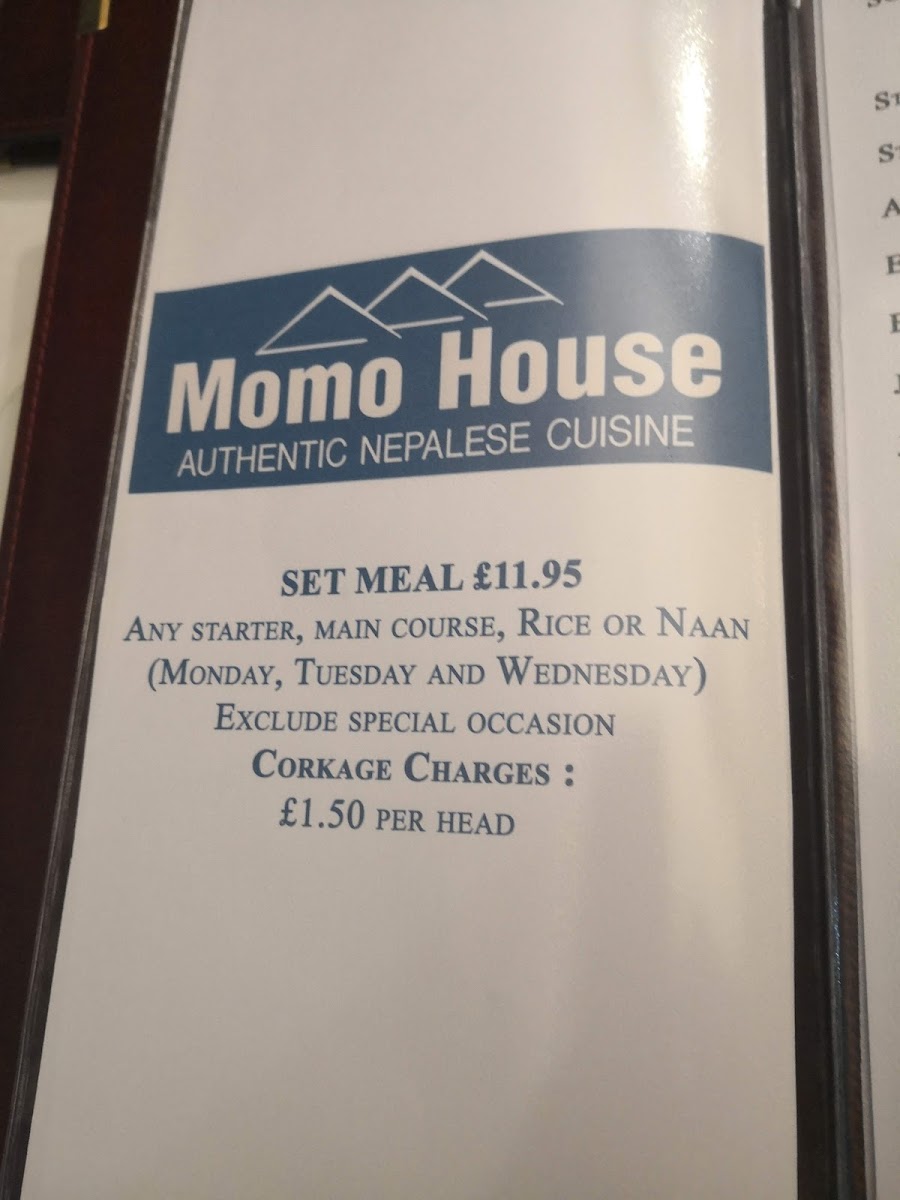 Momo House
AUTHENTIC NEPALESE CUISINE
SET MEAL £11.95
ANY STARTER, MAIN COURSE, RICE OR NAAN
(MONDAY, TUESDAY AND WEDNESDAY)
EXCLUDE SPECIAL OCCASION
CORKAGE CHARGES :
£1.50 PER HEAD